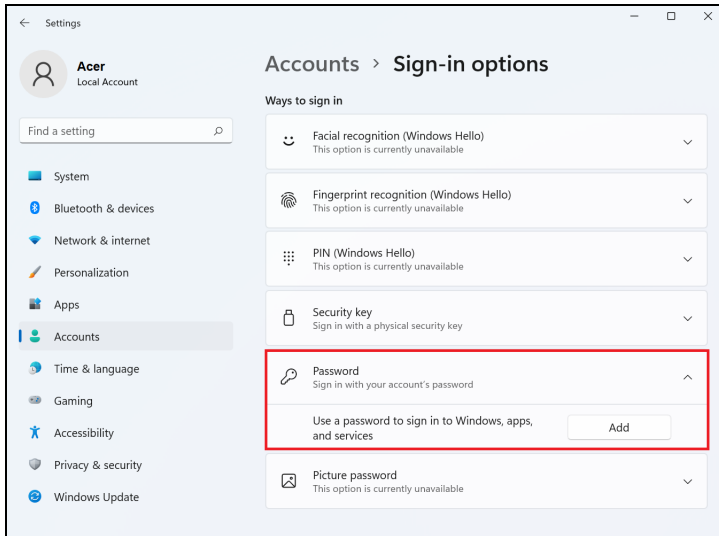 Settings
Acer
Local Account
Find a setting
System
Bluetooth & devices
Network & internet
Personalization
Apps
Accounts
Time & language
Gaming
Accessibility
Privacy & security
Windows Update
Accounts > Sign-in options
Ways to sign in
Facial recognition (Windows Hello)
This option is currently unavailable
Fingerprint recognition (Windows Hello)
This option is currently unavailable
PIN (Windows Hello)
This option is currently unavailable
Security key
Sign in with a physical security key
Password
Sign in with your account's password
Use a password to sign in to Windows, apps,
and services
Add
Picture password
This option is currently unavailable